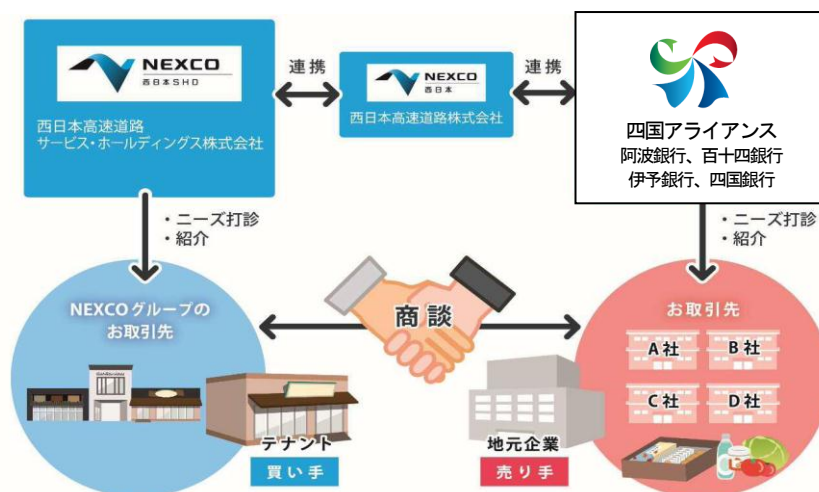 NEXCO
西日本SHD
西日本高速道路
サービス・ホールディングス株式会社
連携
NEXCO
西日本
西日本高速道路株式会社
連携
四国アライアンス
阿波銀行、百十四銀行
伊予銀行、四国銀行
・ニーズ打診
・紹介
・ニーズ打診
・紹介
NEXCOグループの
お取引先
商談
お取引先
A社
B社
C社
D社
テナント
買い手
地元企業
売り手